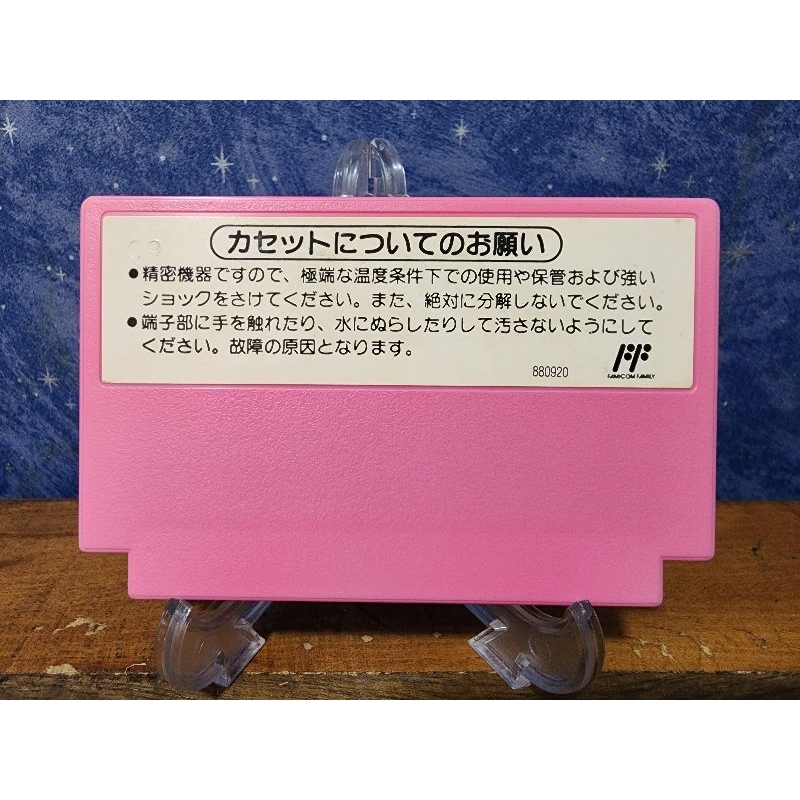 カセットについてのお願い
●精密機器ですので、極端な温度条件下での使用や保管および強い
ショックをさけてください。また、絶対に分解しないでください。
●端子部に手を触れたり、水にぬらしたりして汚さないようにして
ください。故障の原因となります。
880920
FAMICOM FAMILY